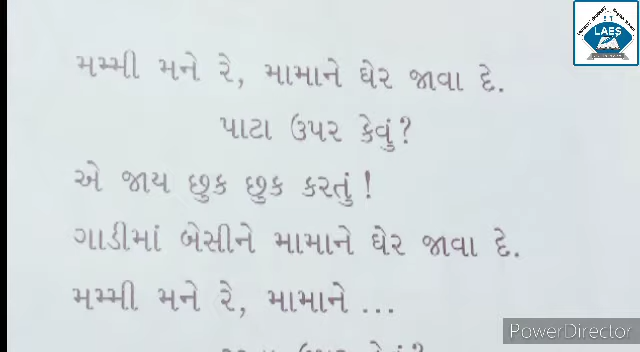 LAES
મમ્મી મને રે, મામાને ઘેર જાવા દે.
પાટા ઉપર કેવું?
એ જાય છુક છુક કરતું!
ગાડીમાં બેસીને મામાને ઘેર જાવા દે.
મમ્મી મને રે, મામાને ...
PowerDirector